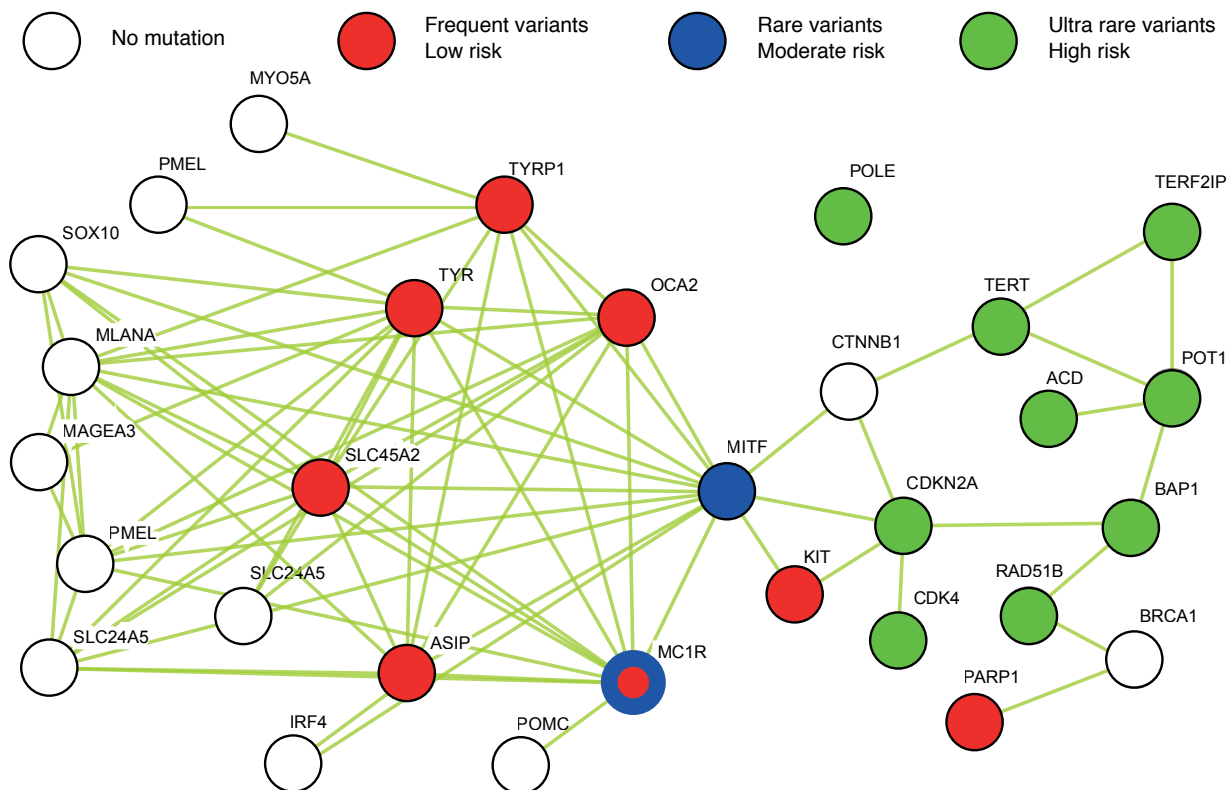 No mutation
Frequent variants
Low risk
Rare variants
Moderate risk
Ultra rare variants
High risk
MYO5A
PMEL
TYRP1
POLE
TERF2IP
SOX10
TYR
OCA2
TERT
MLANA
CTNNB1
ACD
POT1
MAGEA3
SLC45A2
MITF
CDKN2A
BAP1
PMEL
SLC24A5
KIT
RAD51B
CDK4
BRCA1
SLC24A5
ASIP
MC1R
PARP1
IRF4
POMC